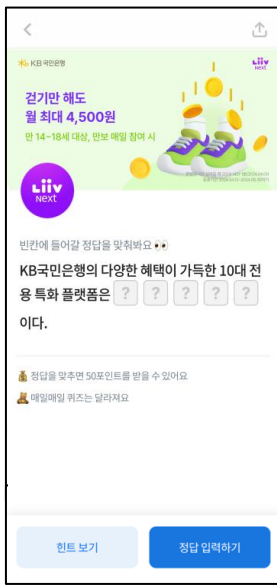 KB 국민은행
Liiv
Next
걷기만 해도
월 최대 4,500원
만 14~18세 대상, 만보 매일 참여 시
Liiv
Next
빈칸에 들어갈 정답을 맞춰봐요
KB국민은행의 다양한 혜택이 가득한 10대 전
용 특화 플랫폼은 ? ? ? ? ?
이다.
정답을 맞추면 50포인트를 받을 수 있어요
매일매일 퀴즈는 달라져요
힌트 보기
정답 입력하기